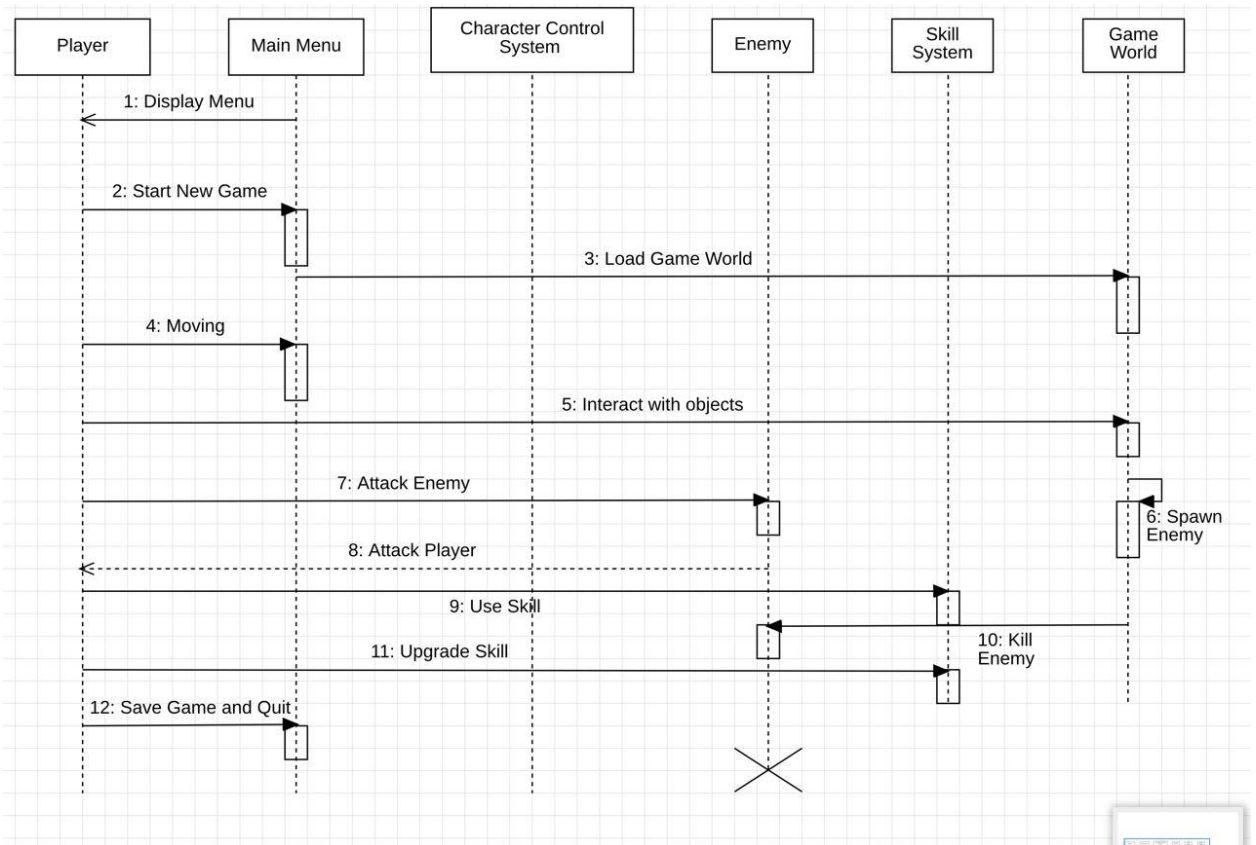 Player
Main Menu
Character Control
System
Enemy
Skill
System
Game
World
1: Display Menu
2: Start New Game
3: Load Game World
4: Moving
5: Interact with objects
7: Attack Enemy
6: Spawn
Enemy
8: Attack Player
9: Use Skill
10: Kill
Enemy
11: Upgrade Skill
12: Save Game and Quit